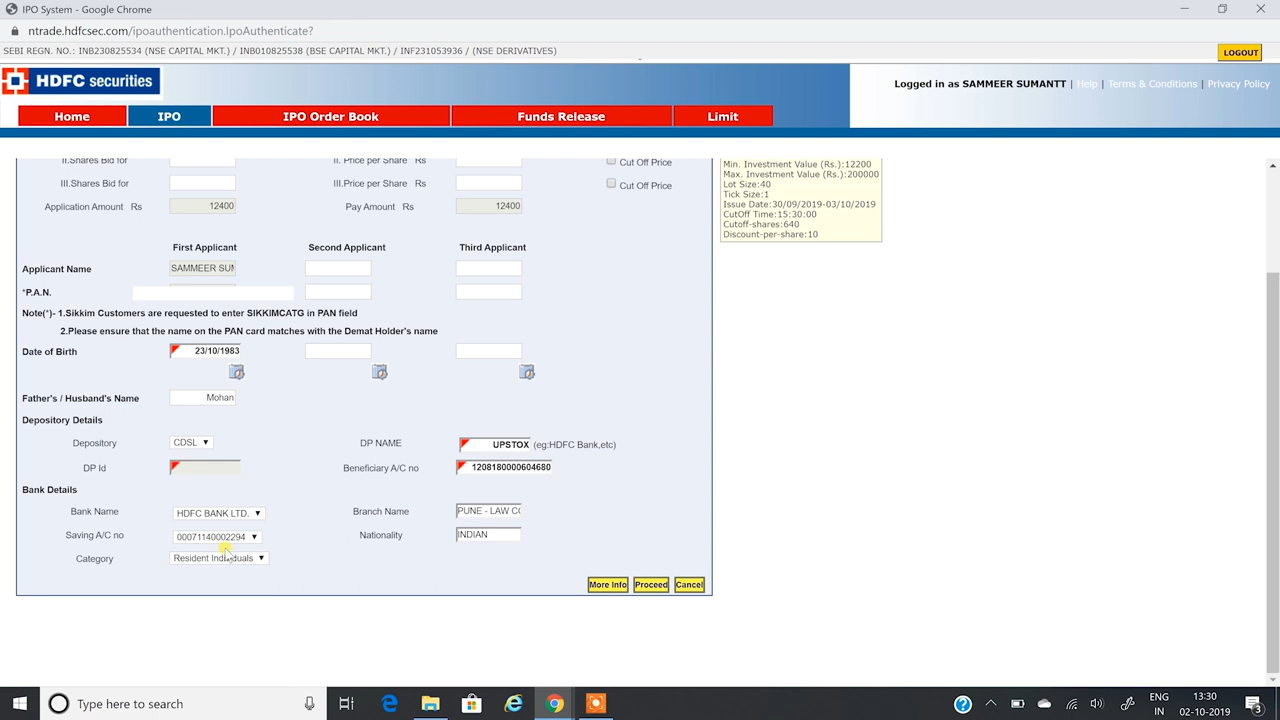 IPO System - Google Chrome
ntrade.hdfcsec.com/ipoauthentication.IpoAuthenticate?
SEBI REGN. NO.: INB230825534 (NSE CAPITAL MKT.) / INB010825538 (BSE CAPITAL MKT.) / INF231053936 / (NSE DERIVATIVES)
LOGOUT
HDFC securities
Logged in as SAMMEER SUMANTT | Help | Terms & Conditions | Privacy Policy
Home IPO IPO Order Book Funds Release Limit
II.Shares Bid for II. Price per Share Rs Cut Off Price
III.Shares Bid for III.Price per Share Rs Cut Off Price
Application Amount Rs 12400 Pay Amount Rs 12400
Min. Investment Value (Rs.):12200
Max. Investment Value (Rs.):200000
Lot Size:40
Tick Size:1
Issue Date:30/09/2019-03/10/2019
CutOff Time:15:30:00
Cutoff-shares:640
Discount-per-share:10
First Applicant Second Applicant Third Applicant
Applicant Name SAMMEER SUM
*P.A.N.
Note(*)- 1.Sikkim Customers are requested to enter SIKKIMCATG in PAN field
2.Please ensure that the name on the PAN card matches with the Demat Holder's name
Date of Birth 23/10/1983
Father's / Husband's Name Mohan
Depository Details
Depository CDSL DP NAME UPSTOX (eg:HDFC Bank,etc)
DP Id Beneficiary A/C no 1208180000604680
Bank Details
Bank Name HDFC BANK LTD. Branch Name PUNE - LAW CO
Saving A/C no 00071140002294 Nationality INDIAN
Category Resident Individuals
More Info Proceed Cancel
Type here to search
ENG 13:30
IN 02-10-2019 3